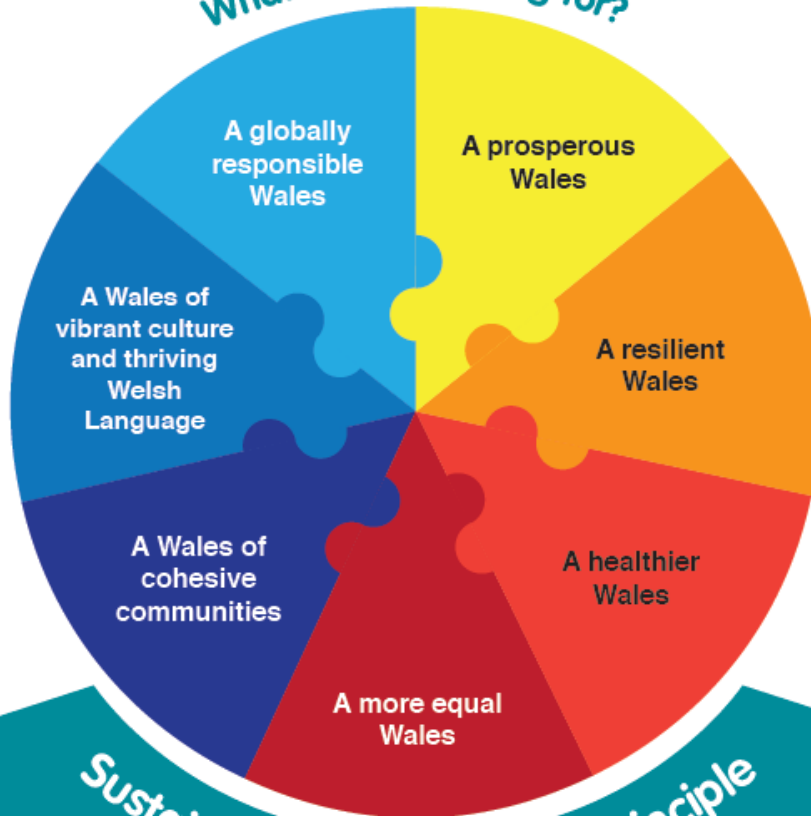 A globally
responsible
Wales
A prosperous
Wales
A resilient
Wales
A healthier
Wales
A more equal
Wales
A Wales of
cohesive
communities
A Wales of
vibrant culture
and thriving
Welsh
Language